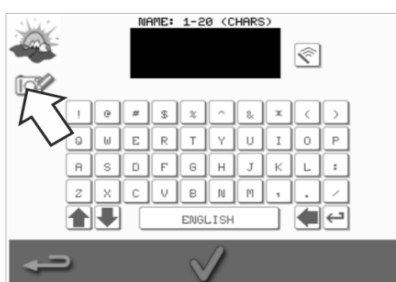 NAME: 1-20 (CHARS)
! @ # $ % ^ & * ( )
Q W E R T Y U I O P
A S D F G H J K L :
Z X C V B N M , . /
ENGLISH